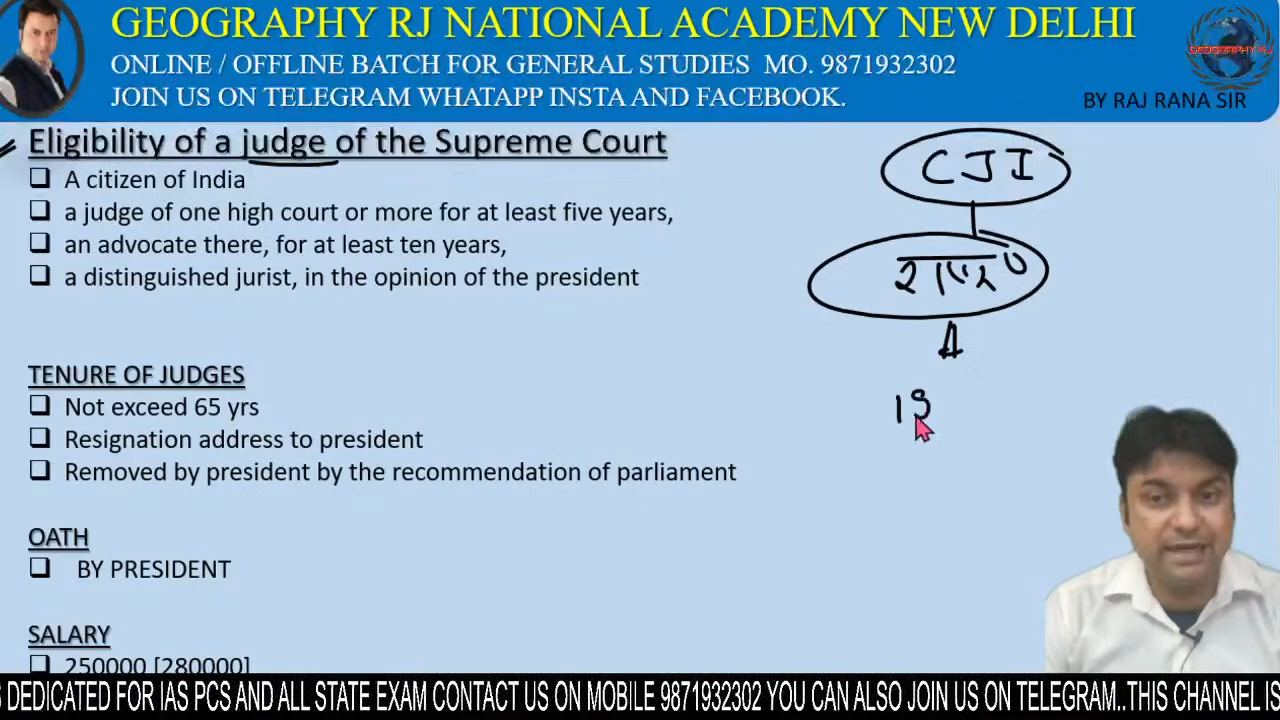 GEOGRAPHY RJ NATIONAL ACADEMY NEW DELHI
ONLINE / OFFLINE BATCH FOR GENERAL STUDIES MO. 9871932302
JOIN US ON TELEGRAM WHATAPP INSTA AND FACEBOOK.
GEOGRAPHY RJ
BY RAJ RANA SIR
Eligibility of a judge of the Supreme Court
❑ A citizen of India
❑ a judge of one high court or more for at least five years,
❑ an advocate there, for at least ten years,
❑ a distinguished jurist, in the opinion of the president
CJI
TENURE OF JUDGES
❑ Not exceed 65 yrs
❑ Resignation address to president
❑ Removed by president by the recommendation of parliament
19
OATH
❑ BY PRESIDENT
SALARY
❑ 250000 [280000]
DEDICATED FOR IAS PCS AND ALL STATE EXAM CONTACT US ON MOBILE 9871932302 YOU CAN ALSO JOIN US ON TELEGRAM..THIS CHANNEL IS